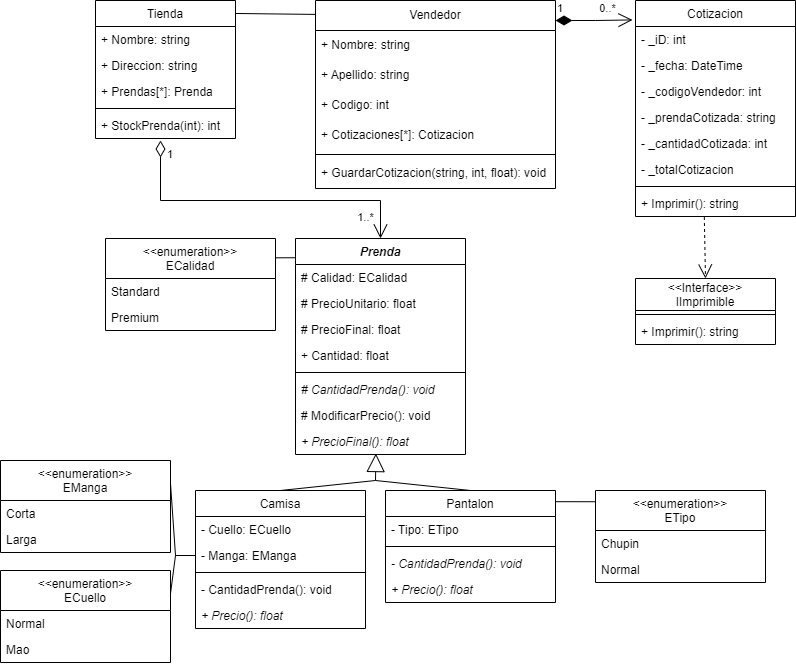 Tienda
+ Nombre: string
+ Direccion: string
+ Prendas[*]: Prenda
+ StockPrenda(int): int
1
1..*
Vendedor
+ Nombre: string
+ Apellido: string
+ Codigo: int
+ Cotizaciones[*]: Cotizacion
+ GuardarCotizacion(string, int, float): void
1
0..*
Cotizacion
- _iD: int
- _fecha: DateTime
- _codigoVendedor: int
- _prendaCotizada: string
- _cantidadCotizada: int
- _totalCotizacion
+ Imprimir(): string
<<Interface>>
IImprimible
+ Imprimir(): string
<<enumeration>>
ECalidad
Standard
Premium
Prenda
# Calidad: ECalidad
# PrecioUnitario: float
# PrecioFinal: float
+ Cantidad: float
# CantidadPrenda(): void
# ModificarPrecio(): void
+ PrecioFinal(): float
<<enumeration>>
EManga
Corta
Larga
<<enumeration>>
ECuello
Normal
Mao
Camisa
- Cuello: ECuello
- Manga: EManga
- CantidadPrenda(): void
+ Precio(): float
Pantalon
- Tipo: ETipo
- CantidadPrenda(): void
+ Precio(): float
<<enumeration>>
ETipo
Chupin
Normal